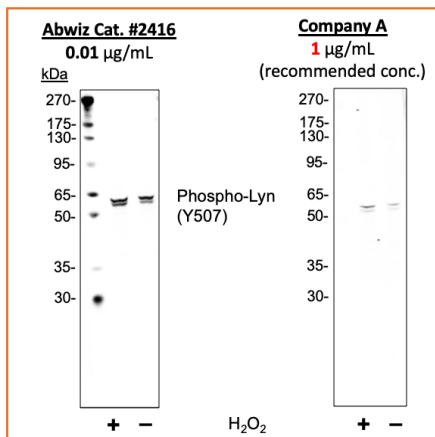 Abwiz Cat. #2416
0.01 µg/mL
kDa
270-
175-
130-
95-
65-
50-
35-
30-
Phospho-Lyn
(Y507)
Company A
1 µg/mL
(recommended conc.)
270-
175-
130-
95-
65-
50-
35-
30-
+ − H₂O₂ + −